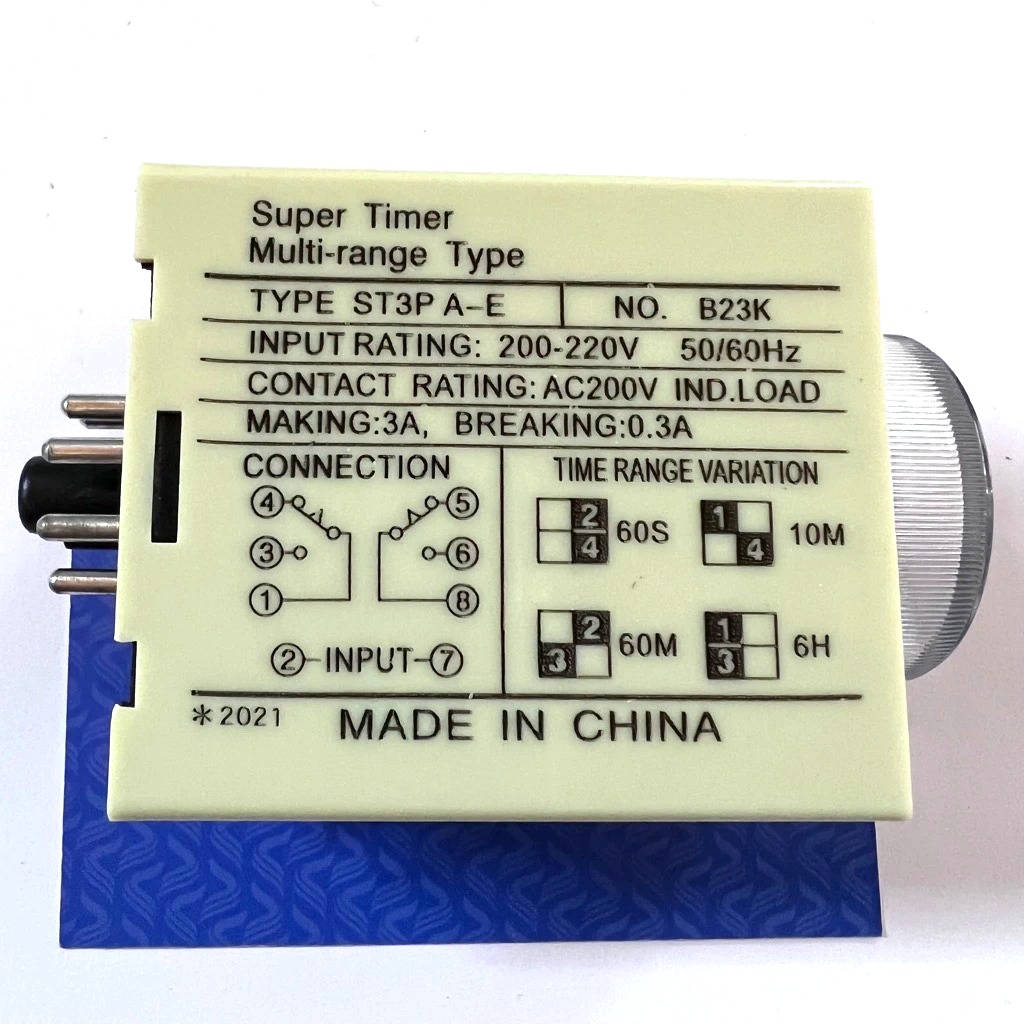 Super Timer
Multi-range Type
TYPE ST3P A-E NO. B23K
INPUT RATING: 200-220V 50/60Hz
CONTACT RATING: AC200V IND.LOAD
MAKING:3A, BREAKING:0.3A
CONNECTION
④ ⑤
③ ⑥
① ⑧
②-INPUT-⑦
TIME RANGE VARIATION
2 4 60S
1 4 10M
2 3 60M
1 3 6H
*2021 MADE IN CHINA